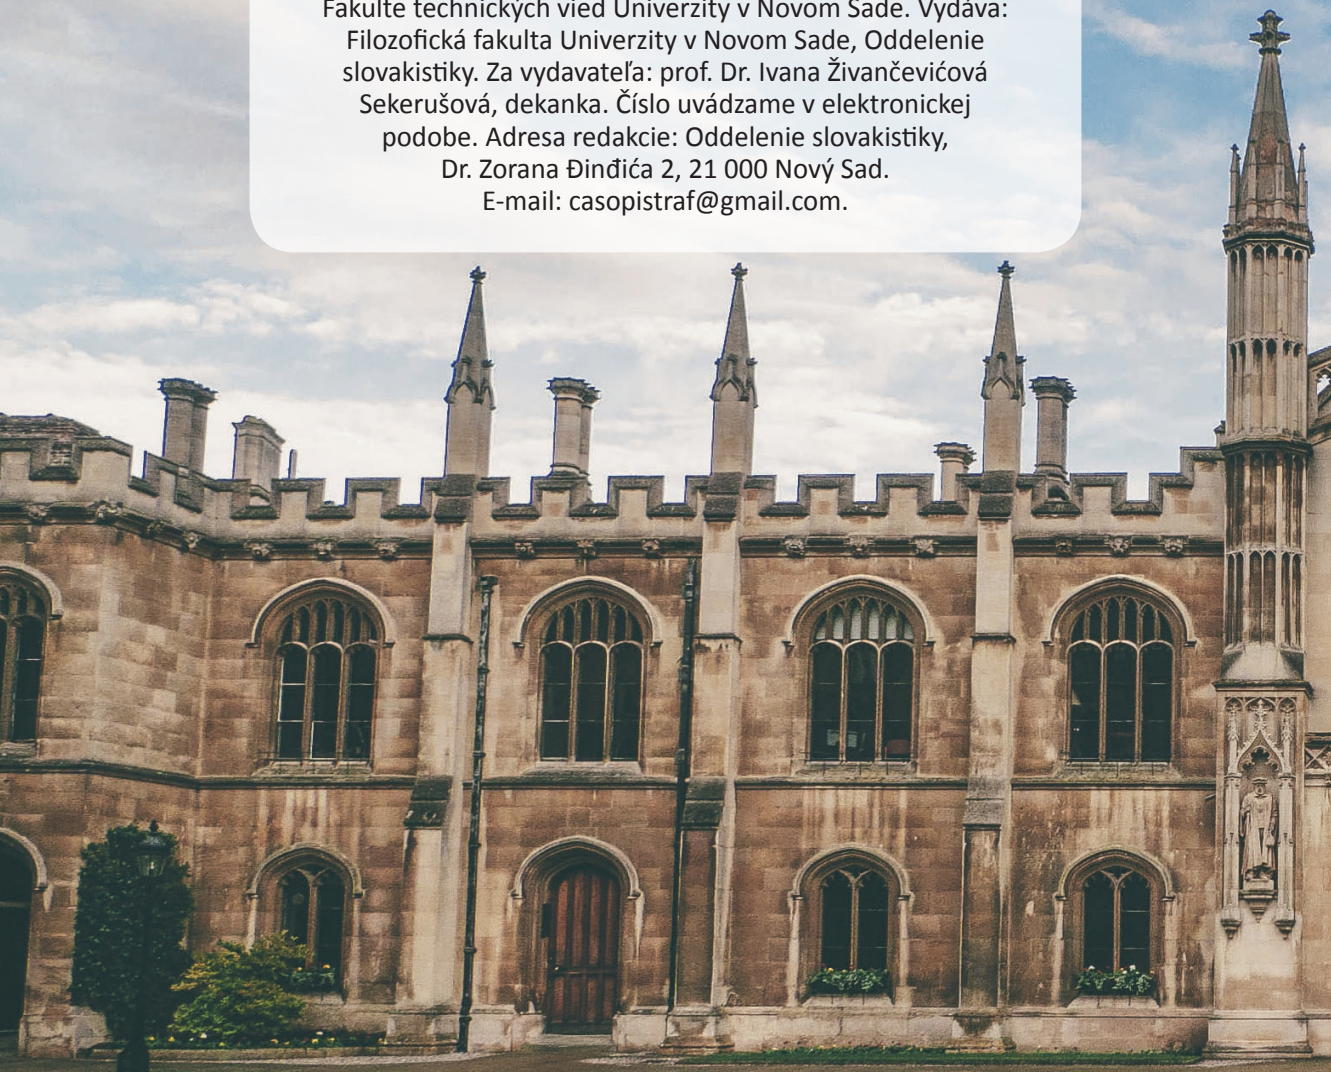 Fakulte technických vied Univerzity v Novom Sade. Vydáva:
Filozofická fakulta Univerzity v Novom Sade, Oddelenie
slovakistiky. Za vydavateľa: prof. Dr. Ivana Živančevićová
Sekerušová, dekanka. Číslo uvádzame v elektronickej
podobe. Adresa redakcie: Oddelenie slovakistiky,
Dr. Zorana Đinđića 2, 21 000 Nový Sad.
E-mail: casopistraf@gmail.com.